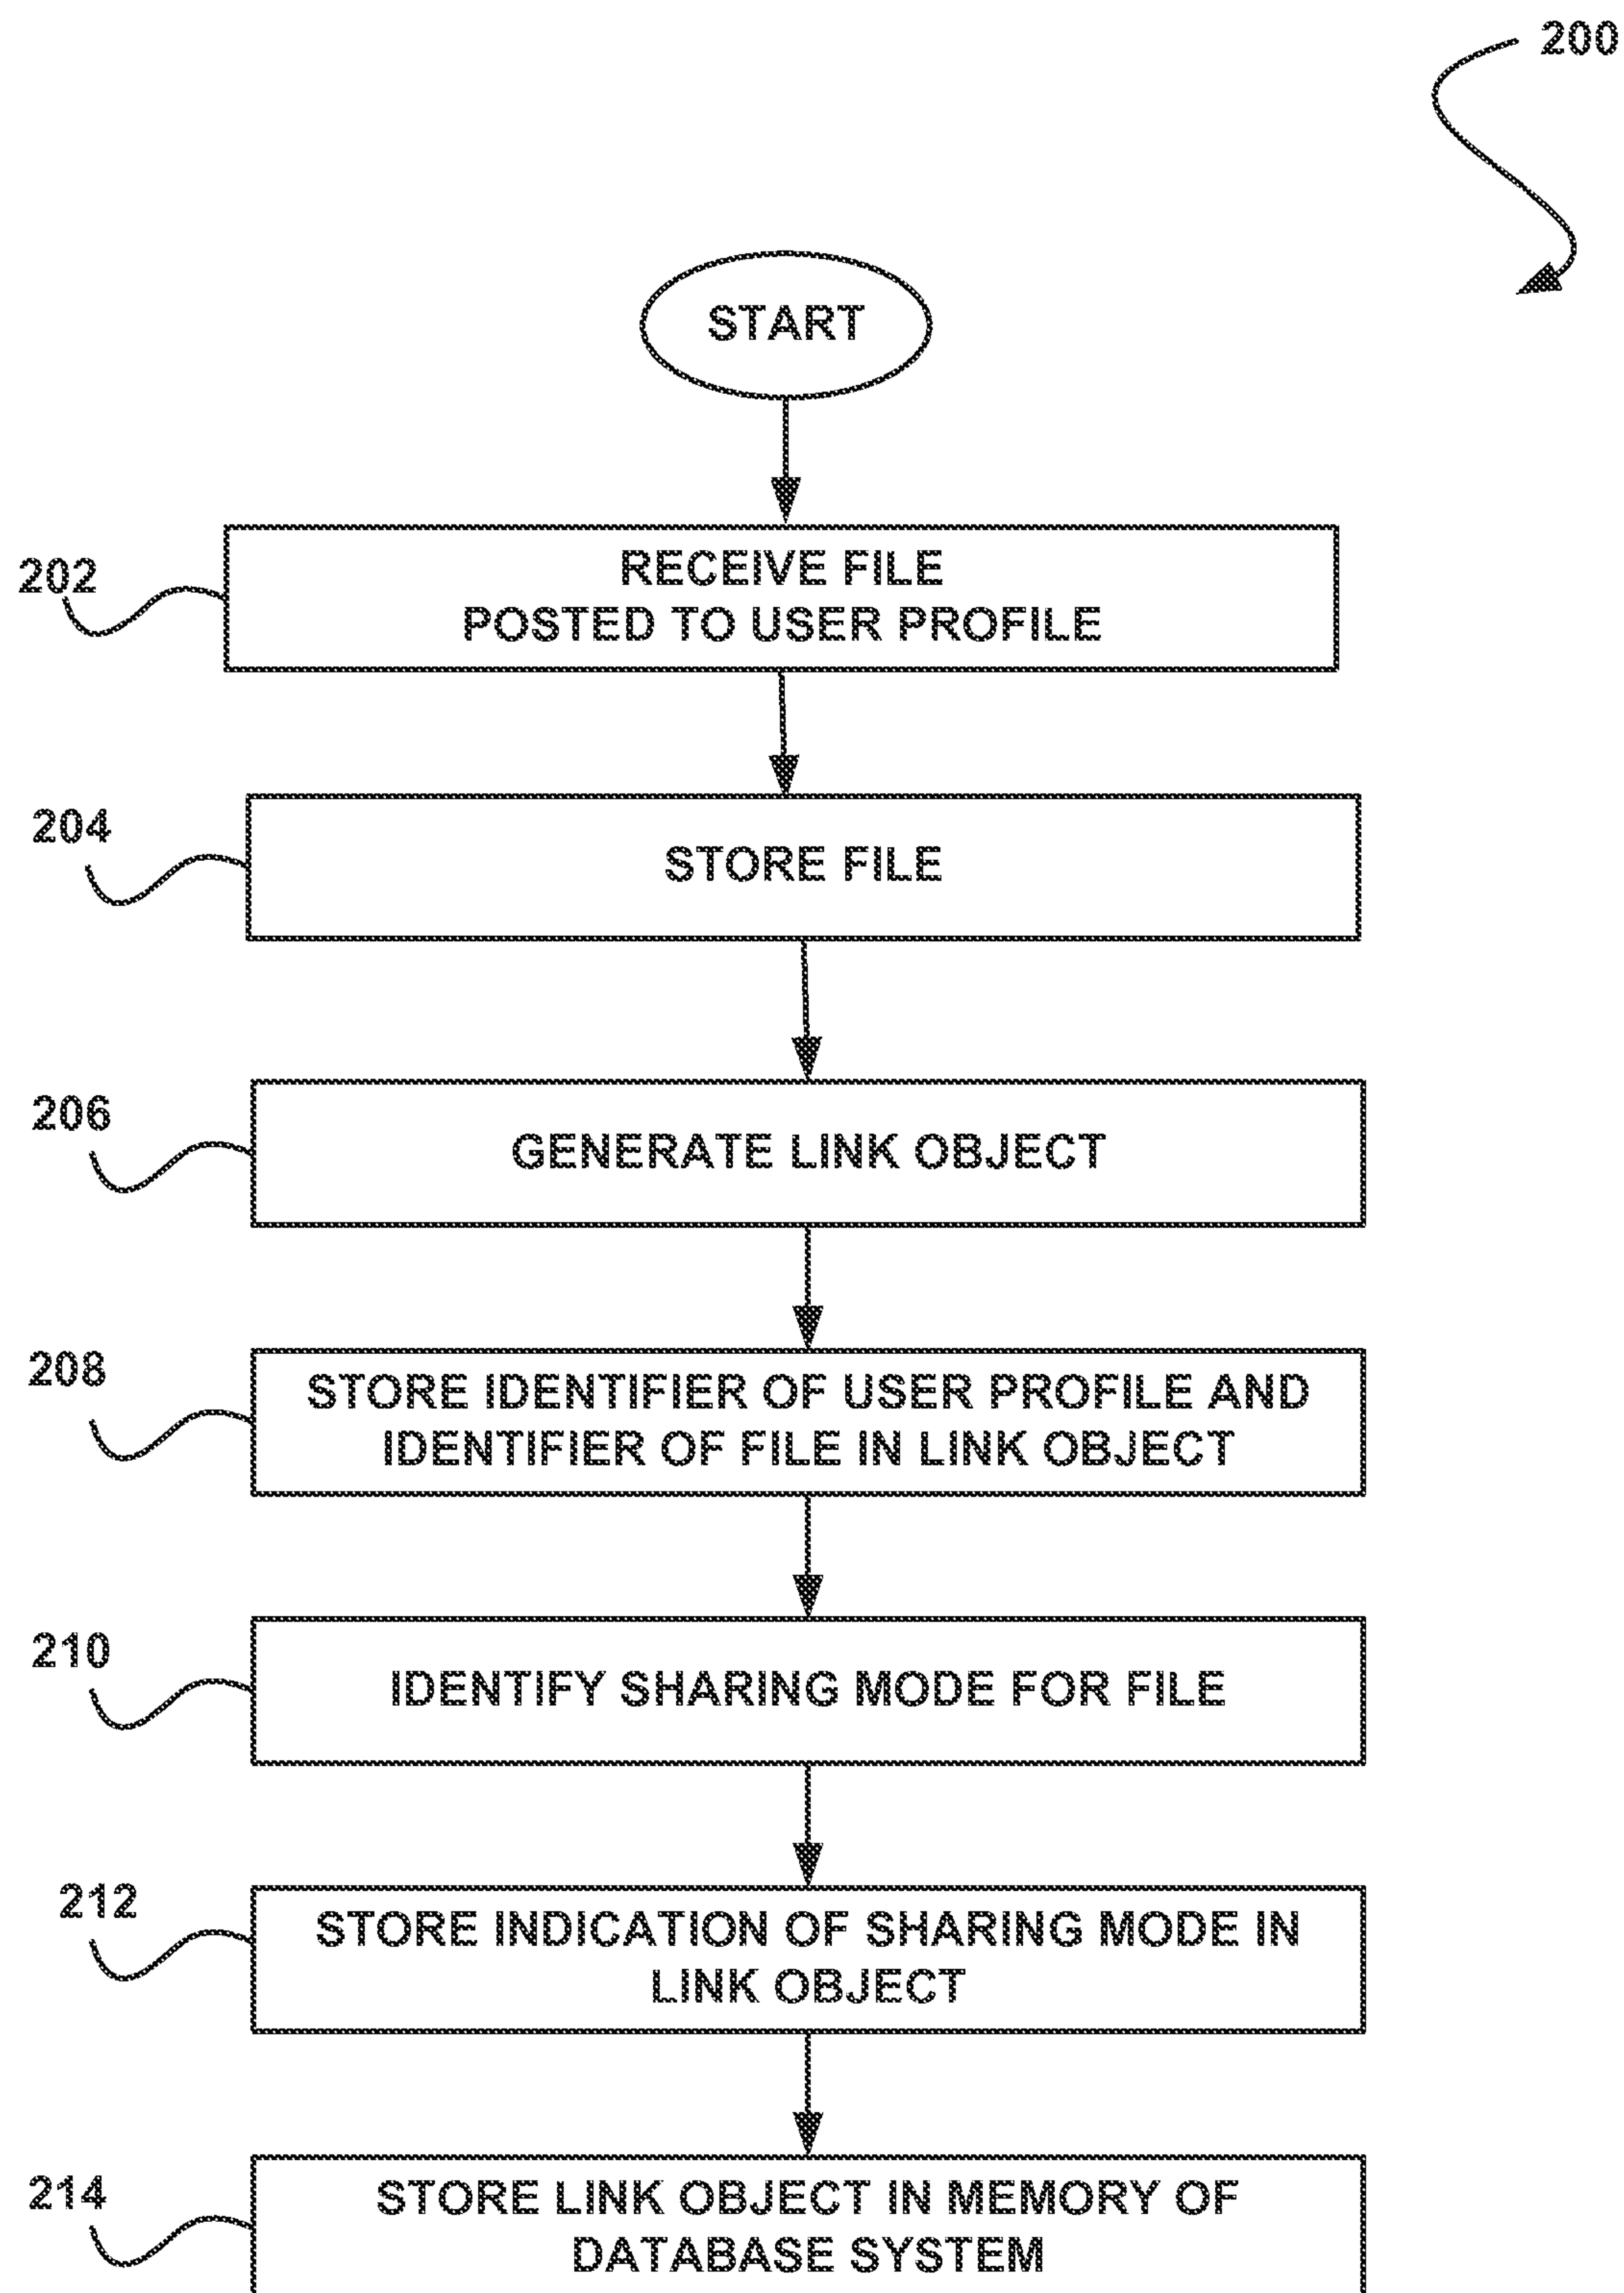 200
START
202
RECEIVE FILE
POSTED TO USER PROFILE
204
STORE FILE
206
GENERATE LINK OBJECT
208
STORE IDENTIFIER OF USER PROFILE AND
IDENTIFIER OF FILE IN LINK OBJECT
210
IDENTIFY SHARING MODE FOR FILE
212
STORE INDICATION OF SHARING MODE IN
LINK OBJECT
214
STORE LINK OBJECT IN MEMORY OF
DATABASE SYSTEM